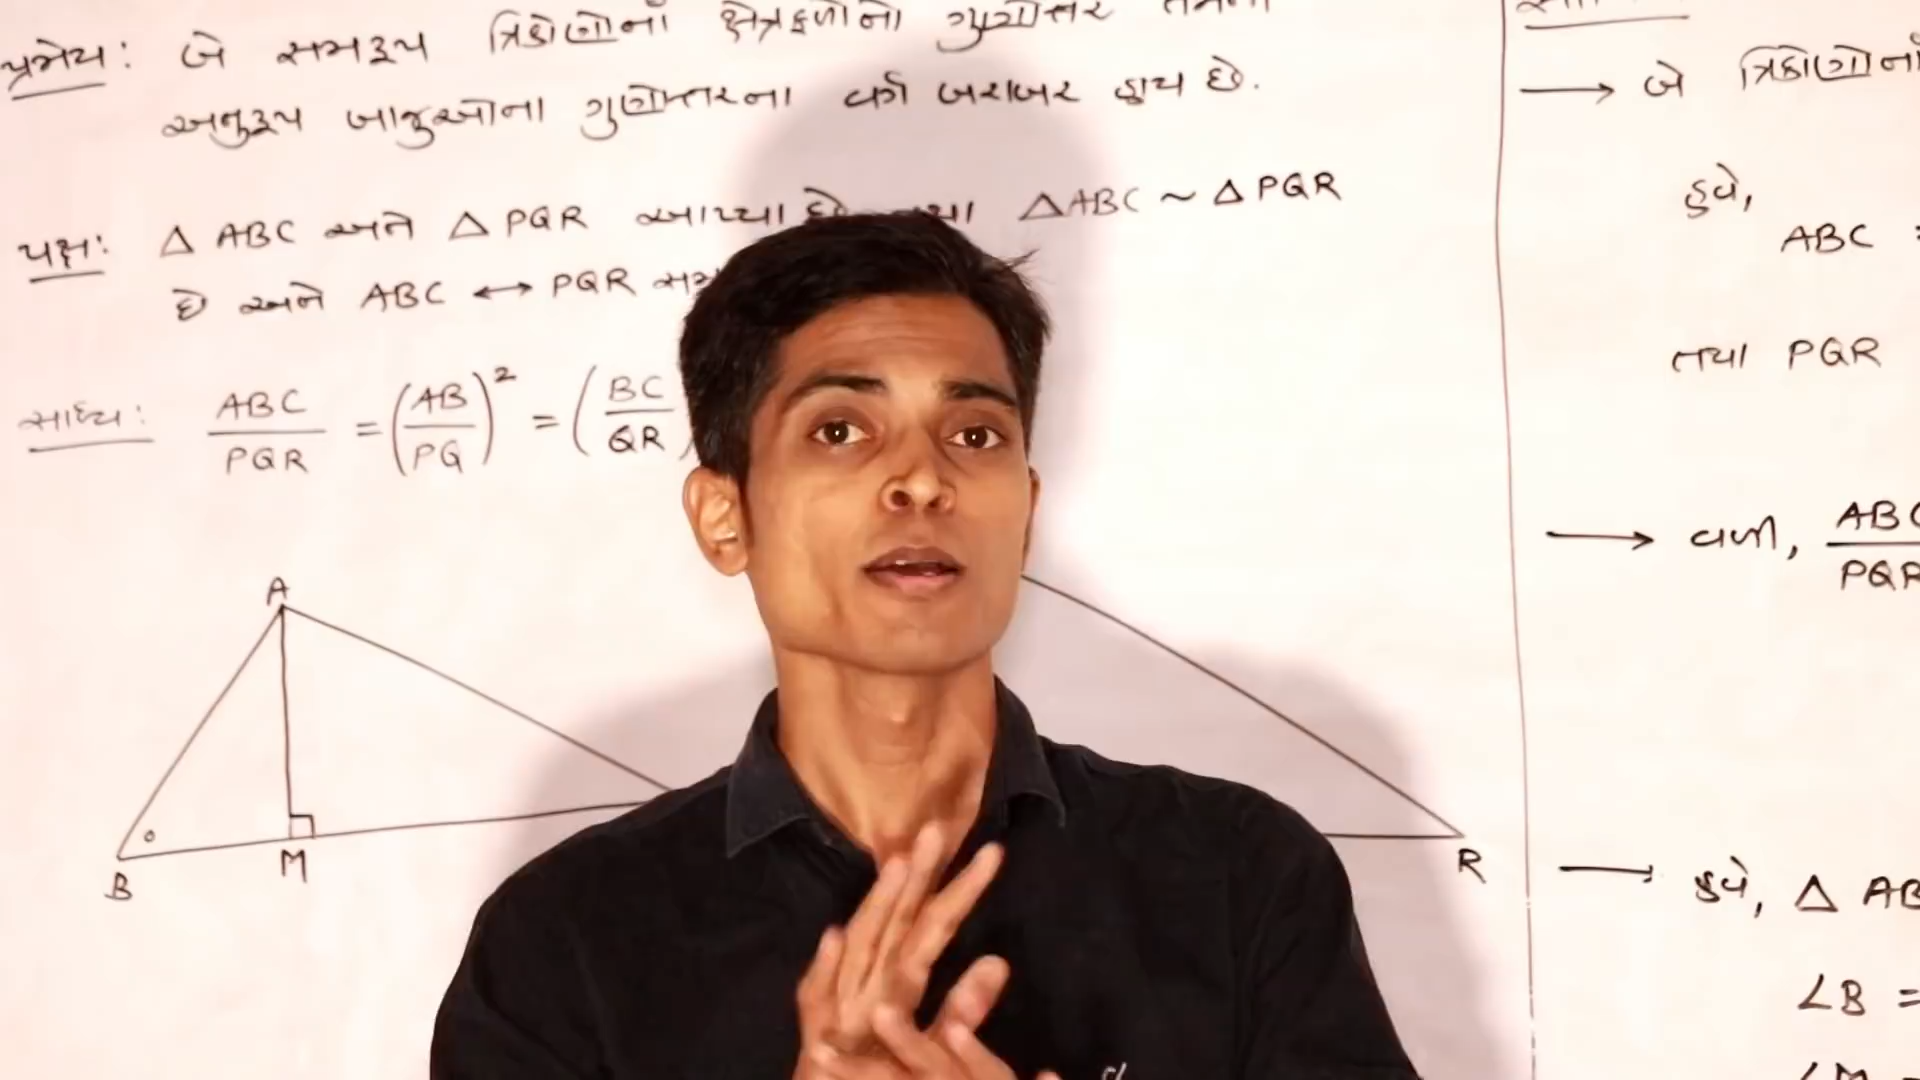 પ્રમેય: બે સમરૂપ ત્રિકોણોનાં ક્ષેત્રફળોનો ગુણોત્તર તેમની
અનુરૂપ બાજુઓના ગુણોત્તરના વર્ગ બરાબર હોય છે.
પક્ષ: △ ABC અને △ PQR આપ્યા છે △ABC ~ △PQR
છે અને ABC ↔ PQR
સાધ્ય: ABC/PQR = (AB/PQ)² = (BC/QR
A
B
M
R
→ બે ત્રિકોણોનાં
હવે,
ABC =
તથા PQR
→ વળી, ABC/PQR
→ હવે, △ AB
∠B =
∠M =